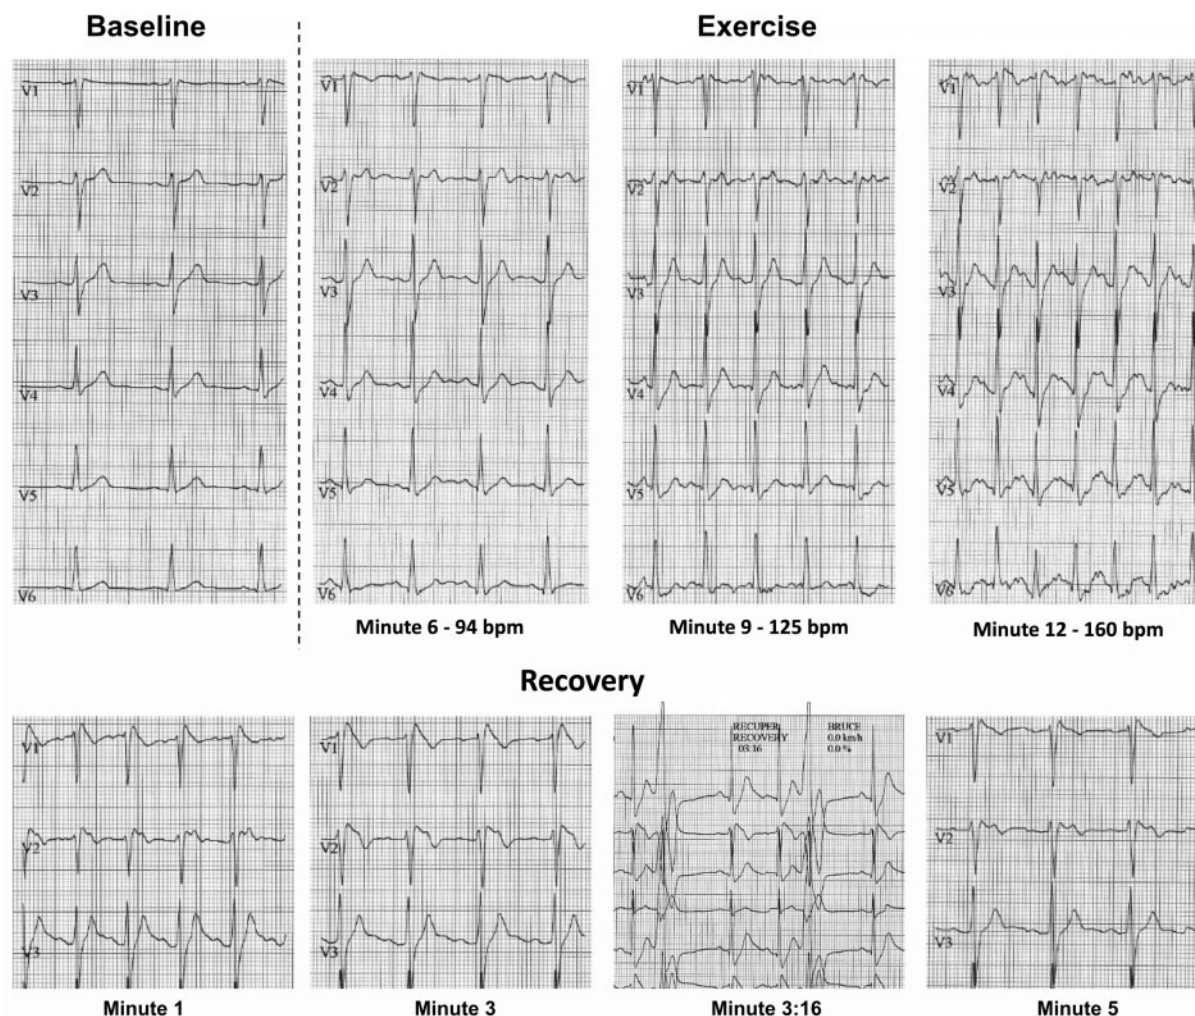 Baseline
Exercise
V1
V2
V3
V4
V5
V6
V1
V2
V3
V4
V5
V6
Minute 6 - 94 bpm
V1
V2
V3
V4
V5
V6
Minute 9 - 125 bpm
V1
V2
V3
V4
V5
V6
Minute 12 - 160 bpm
Recovery
V1
V2
V3
Minute 1
V1
V2
V3
Minute 3
RECUPER BRUCE
RECOVERY 0.0 km/h
03:16 0.0 %
Minute 3:16
V1
V2
V3
Minute 5